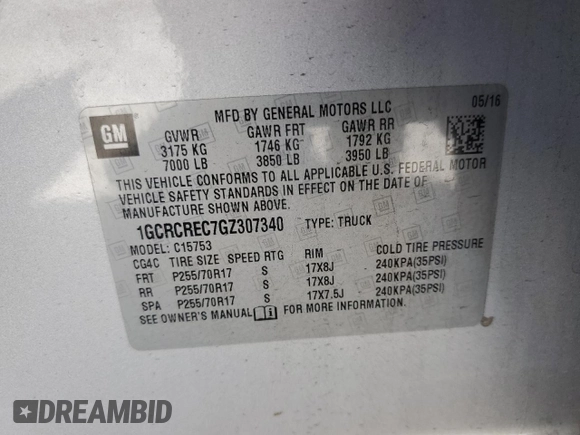 MFD BY GENERAL MOTORS LLC
05/16
GM
GVWR GAWR FRT GAWR RR
3175 KG 1746 KG 1792 KG
7000 LB 3850 LB 3950 LB
THIS VEHICLE CONFORMS TO ALL APPLICABLE U.S. FEDERAL MOTOR
VEHICLE SAFETY STANDARDS IN EFFECT ON THE DATE OF
MANUFACTURE SHOWN ABOVE.
1GCRCREC7GZ307340 TYPE: TRUCK
MODEL: C15753
CG4C TIRE SIZE SPEED RTG RIM COLD TIRE PRESSURE
FRT P255/70R17 S 17X8J 240KPA(35PSI)
RR P255/70R17 S 17X8J 240KPA(35PSI)
SPA P255/70R17 S 17X7.5J 240KPA(35PSI)
SEE OWNER'S MANUAL FOR MORE INFORMATION.
DREAMBID